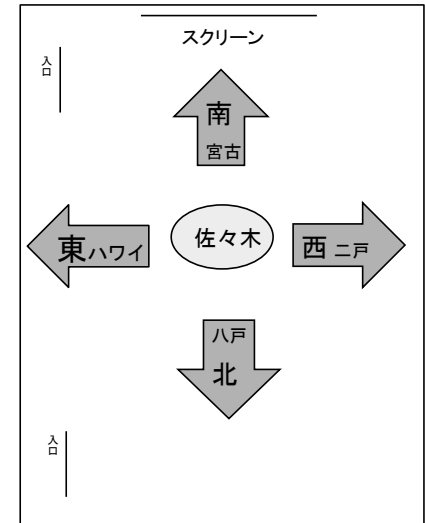 スクリーン
入口
南
宮古
東ハワイ
佐々木
西 二戸
八戸
北
入口